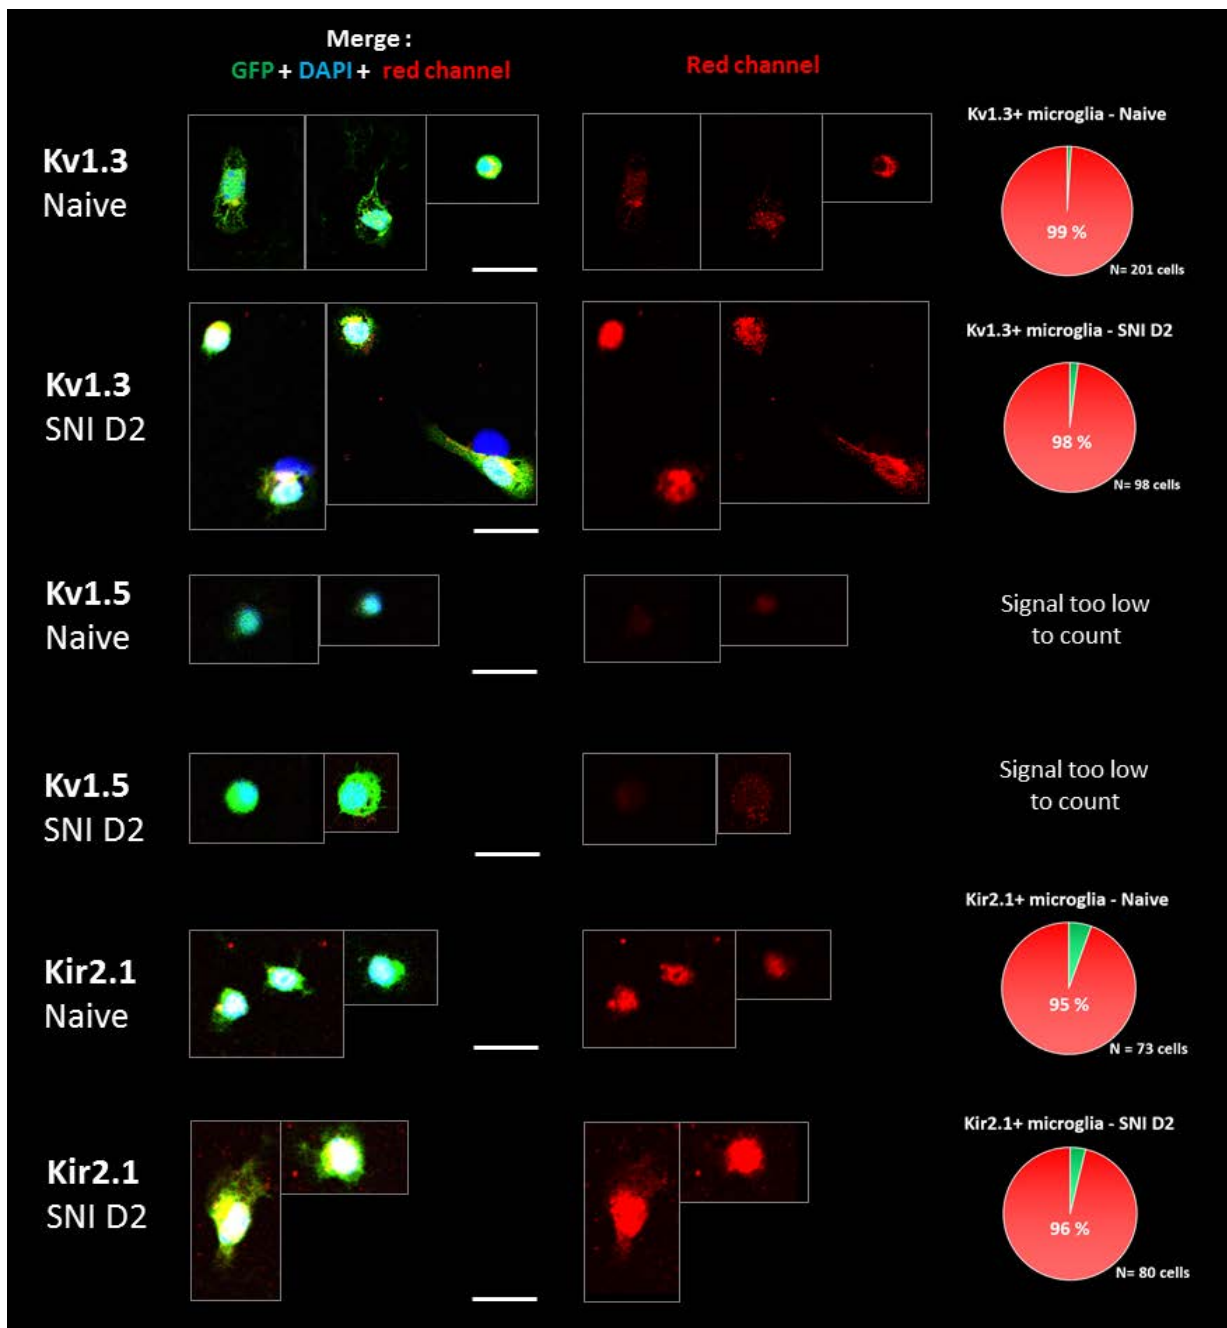 Merge :
GFP + DAPI + red channel
Red channel
Kv1.3
Naive
Kv1.3+ microglia - Naive
99 %
N= 201 cells
Kv1.3
SNI D2
Kv1.3+ microglia - SNI D2
98 %
N= 98 cells
Kv1.5
Naive
Signal too low
to count
Kv1.5
SNI D2
Signal too low
to count
Kir2.1
Naive
Kir2.1+ microglia - Naive
95 %
N = 73 cells
Kir2.1
SNI D2
Kir2.1+ microglia - SNI D2
96 %
N= 80 cells